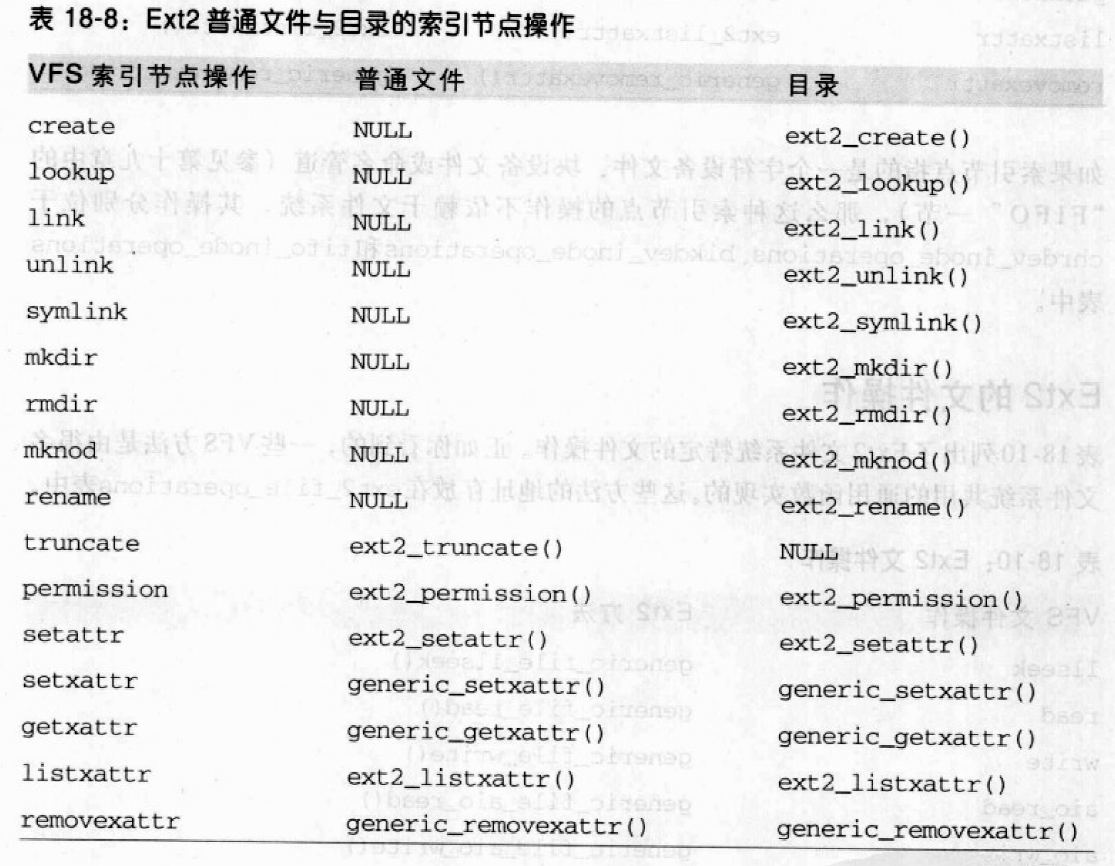 表 18-8：Ext2 普通文件与目录的索引节点操作
VFS 索引节点操作 普通文件 目录
create NULL ext2_create()
lookup NULL ext2_lookup()
link NULL ext2_link()
unlink NULL ext2_unlink()
symlink NULL ext2_symlink()
mkdir NULL ext2_mkdir()
rmdir NULL ext2_rmdir()
mknod NULL ext2_mknod()
rename NULL ext2_rename()
truncate ext2_truncate() NULL
permission ext2_permission() ext2_permission()
setattr ext2_setattr() ext2_setattr()
setxattr generic_setxattr() generic_setxattr()
getxattr generic_getxattr() generic_getxattr()
listxattr ext2_listxattr() ext2_listxattr()
removexattr generic_removexattr() generic_removexattr()